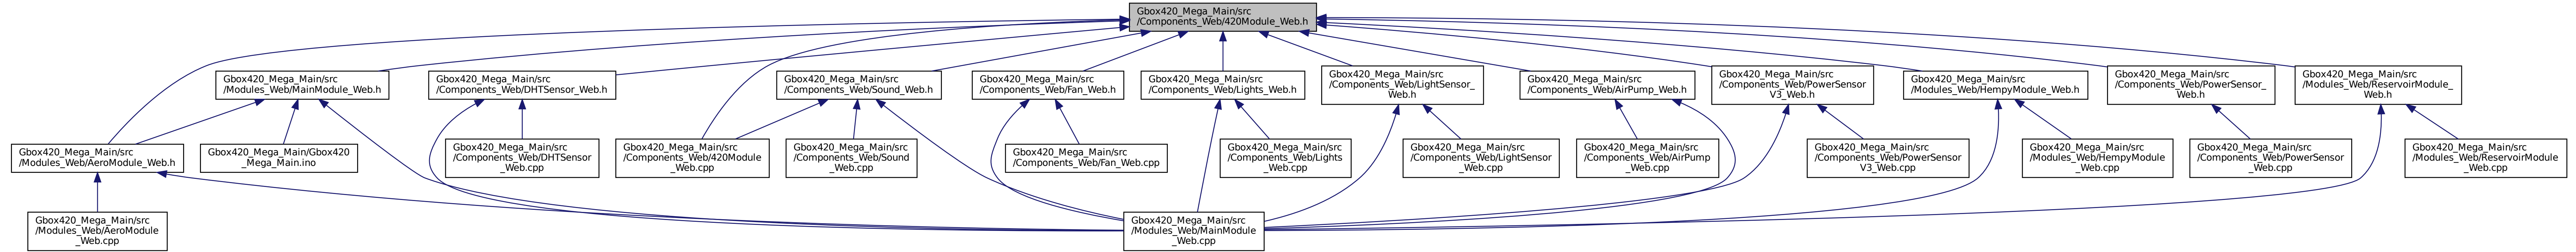 Gbox420_Mega_Main/src
/Components_Web/420Module_Web.h
Gbox420_Mega_Main/src
/Modules_Web/MainModule_Web.h
Gbox420_Mega_Main/src
/Components_Web/DHTSensor_Web.h
Gbox420_Mega_Main/src
/Components_Web/Sound_Web.h
Gbox420_Mega_Main/src
/Components_Web/Fan_Web.h
Gbox420_Mega_Main/src
/Components_Web/Lights_Web.h
Gbox420_Mega_Main/src
/Components_Web/LightSensor_
Web.h
Gbox420_Mega_Main/src
/Components_Web/AirPump_Web.h
Gbox420_Mega_Main/src
/Components_Web/PowerSensor
V3_Web.h
Gbox420_Mega_Main/src
/Modules_Web/HempyModule_Web.h
Gbox420_Mega_Main/src
/Components_Web/PowerSensor_
Web.h
Gbox420_Mega_Main/src
/Modules_Web/ReservoirModule_
Web.h
Gbox420_Mega_Main/src
/Modules_Web/AeroModule_Web.h
Gbox420_Mega_Main/Gbox420
_Mega_Main.ino
Gbox420_Mega_Main/src
/Components_Web/DHTSensor
_Web.cpp
Gbox420_Mega_Main/src
/Components_Web/420Module
_Web.cpp
Gbox420_Mega_Main/src
/Components_Web/Sound
_Web.cpp
Gbox420_Mega_Main/src
/Components_Web/Fan_Web.cpp
Gbox420_Mega_Main/src
/Components_Web/Lights
_Web.cpp
Gbox420_Mega_Main/src
/Components_Web/LightSensor
_Web.cpp
Gbox420_Mega_Main/src
/Components_Web/AirPump
_Web.cpp
Gbox420_Mega_Main/src
/Components_Web/PowerSensor
V3_Web.cpp
Gbox420_Mega_Main/src
/Modules_Web/HempyModule
_Web.cpp
Gbox420_Mega_Main/src
/Components_Web/PowerSensor
_Web.cpp
Gbox420_Mega_Main/src
/Modules_Web/ReservoirModule
_Web.cpp
Gbox420_Mega_Main/src
/Modules_Web/AeroModule
_Web.cpp
Gbox420_Mega_Main/src
/Modules_Web/MainModule
_Web.cpp